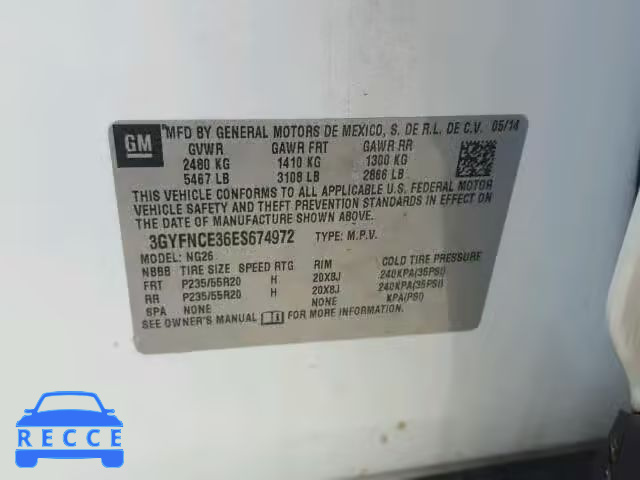 GM
MFD BY GENERAL MOTORS DE MEXICO, S. DE R.L. DE C.V. 05/14
GVWR GAWR FRT GAWR RR
2480 KG 1410 KG 1300 KG
5467 LB 3108 LB 2866 LB
THIS VEHICLE CONFORMS TO ALL APPLICABLE U.S. FEDERAL MOTOR
VEHICLE SAFETY AND THEFT PREVENTION STANDARDS IN EFFECT ON
THE DATE OF MANUFACTURE SHOWN ABOVE.
3GYFNCE36ES674972 TYPE: M.P.V.
MODEL: NG26
NBBB TIRE SIZE SPEED RTG RIM COLD TIRE PRESSURE
FRT P235/55R20 H 20X8J 240KPA(35PSI)
RR P235/55R20 H 20X8J 240KPA(35PSI)
SPA NONE NONE KPA(PSI)
SEE OWNER'S MANUAL FOR MORE INFORMATION.
RECCE